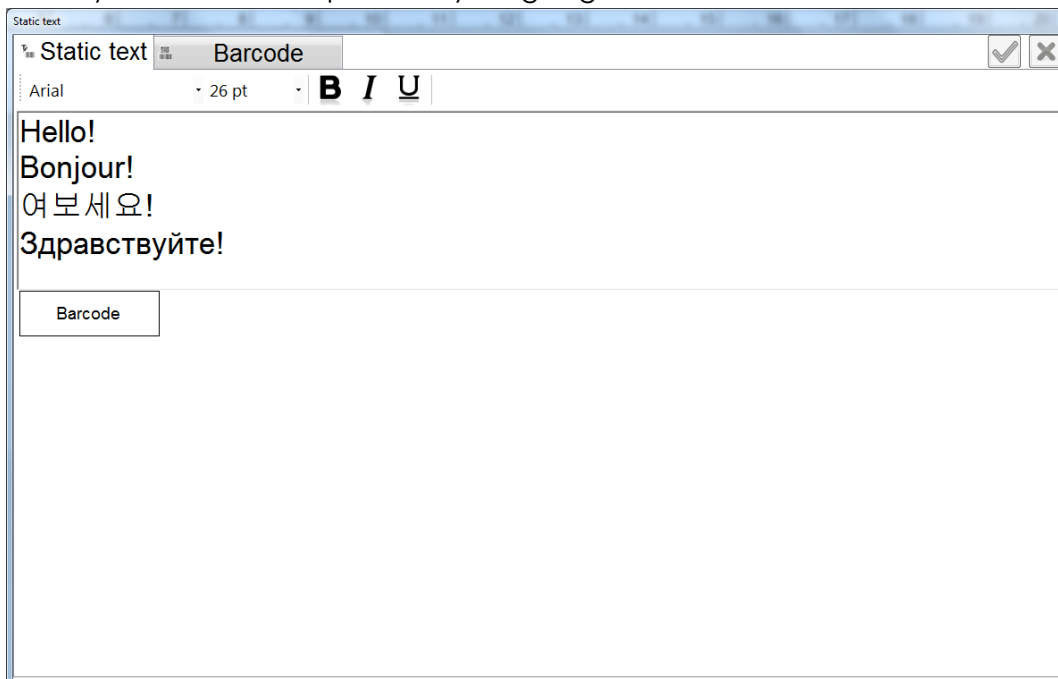 Static text
Static text Barcode
Arial 26 pt B I U
Hello!
Bonjour!
여보세요!
Здравствуйте!
Barcode